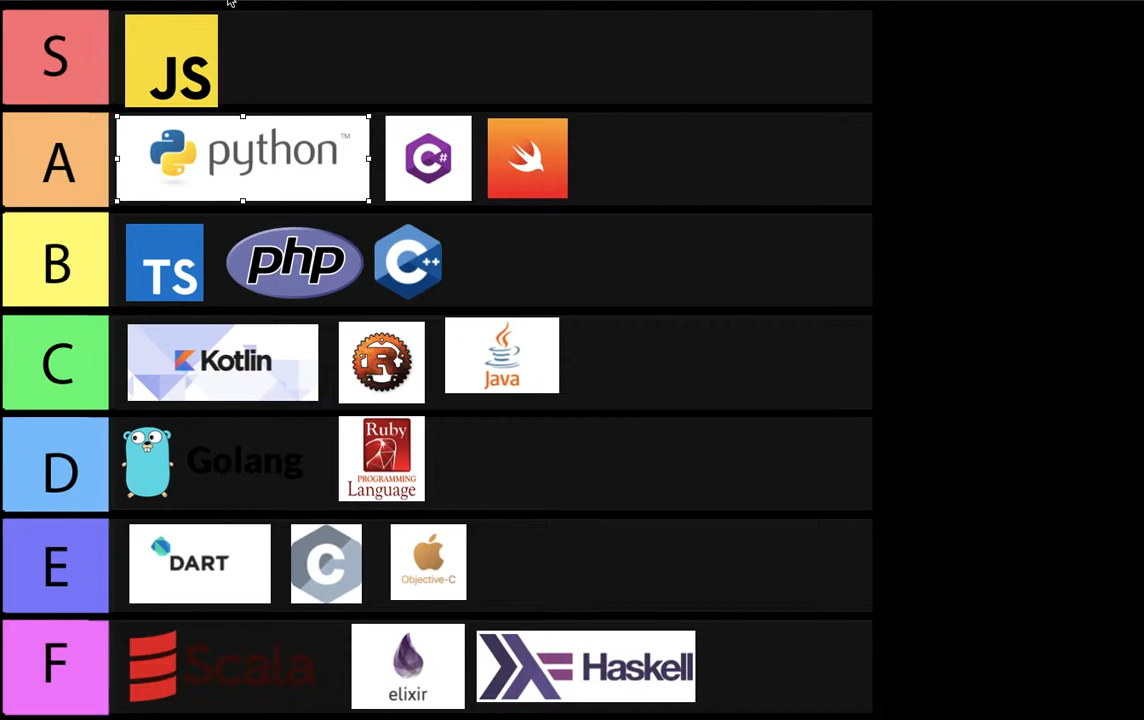 S
JS
A
python™
C#
B
TS
php
C++
C
Kotlin
R
Java
D
Golang
Ruby
PROGRAMMING
Language
E
DART
C
Objective-C
F
Scala
elixir
Haskell